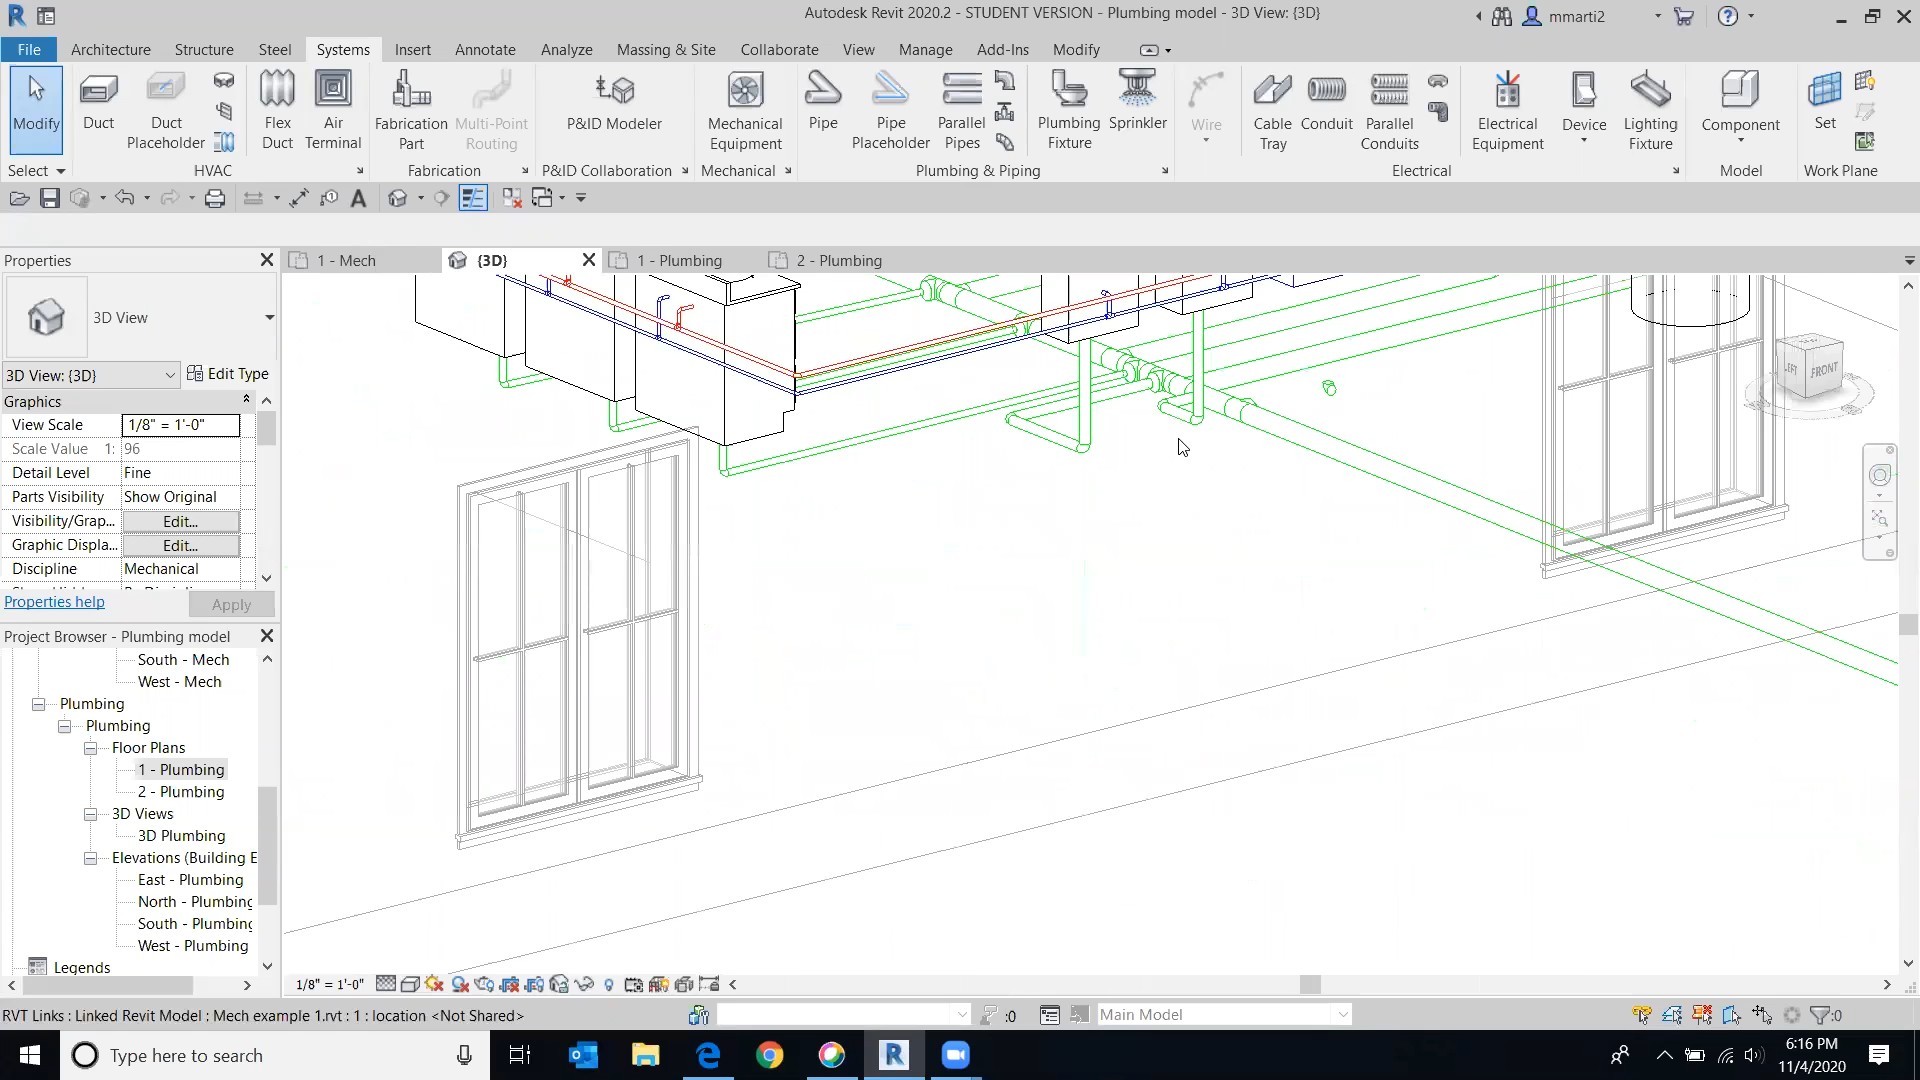 Autodesk Revit 2020.2 - STUDENT VERSION - Plumbing model - 3D View: {3D}
mmarti2
File Architecture Structure Steel Systems Insert Annotate Analyze Massing & Site Collaborate View Manage Add-Ins Modify
Modify
Duct
Duct Placeholder
Flex Duct
Air Terminal
Fabrication Part
Multi-Point Routing
P&ID Modeler
Mechanical Equipment
Pipe
Pipe Placeholder
Parallel Pipes
Plumbing Fixture
Sprinkler
Wire
Cable Tray
Conduit
Parallel Conduits
Electrical Equipment
Device
Lighting Fixture
Component
Set
Select HVAC Fabrication P&ID Collaboration Mechanical Plumbing & Piping Electrical Model Work Plane
Properties
1 - Mech {3D} 1 - Plumbing 2 - Plumbing
3D View
3D View: {3D} Edit Type
Graphics
View Scale 1/8" = 1'-0"
Scale Value 1: 96
Detail Level Fine
Parts Visibility Show Original
Visibility/Grap... Edit...
Graphic Displa... Edit...
Discipline Mechanical
Properties help Apply
LEFT FRONT
Project Browser - Plumbing model
South - Mech
West - Mech
Plumbing
Plumbing
Floor Plans
1 - Plumbing
2 - Plumbing
3D Views
3D Plumbing
Elevations (Building E
East - Plumbing
North - Plumbing
South - Plumbing
West - Plumbing
Legends
1/8" = 1'-0"
RVT Links : Linked Revit Model : Mech example 1.rvt : 1 : location <Not Shared>
:0
Main Model
:0
Type here to search
6:16 PM
11/4/2020